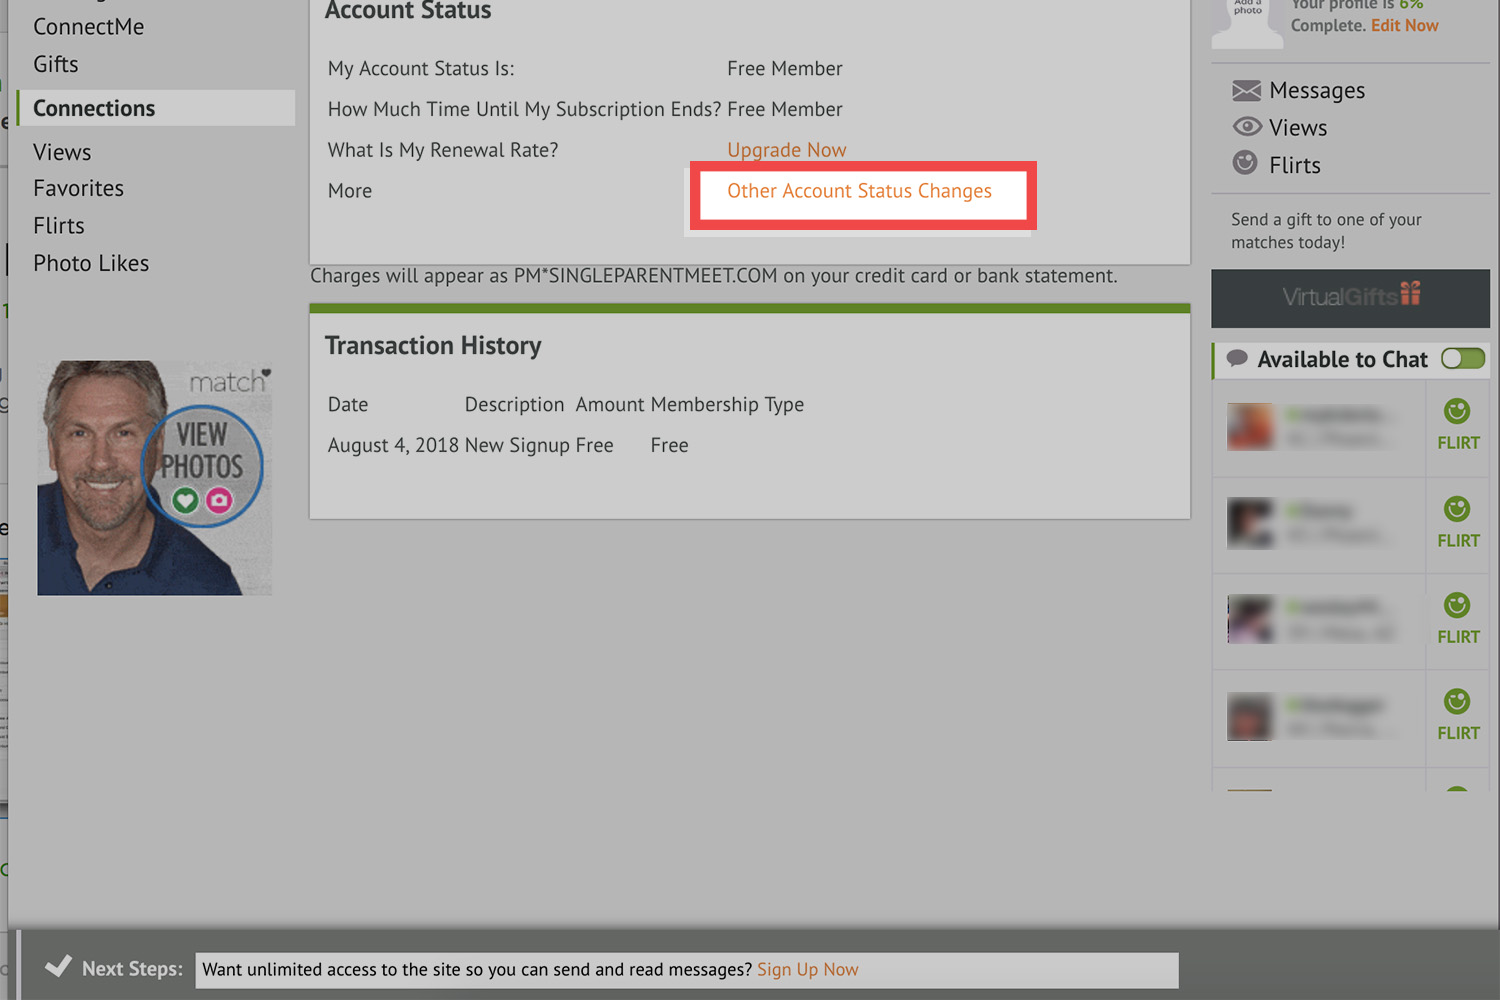 Account Status
ConnectMe
Gifts
Connections
Views
Favorites
Flirts
Photo Likes
match
VIEW
PHOTOS
My Account Status Is: Free Member
How Much Time Until My Subscription Ends? Free Member
What Is My Renewal Rate? Upgrade Now
More Other Account Status Changes
Charges will appear as PM*SINGLEPARENTMEET.COM on your credit card or bank statement.
Transaction History
Date Description Amount Membership Type
August 4, 2018 New Signup Free Free
Add a
photo
Your profile is 6%
Complete. Edit Now
Messages
Views
Flirts
Send a gift to one of your
matches today!
VirtualGifts
Available to Chat
FLIRT
FLIRT
FLIRT
FLIRT
Next Steps: Want unlimited access to the site so you can send and read messages? Sign Up Now